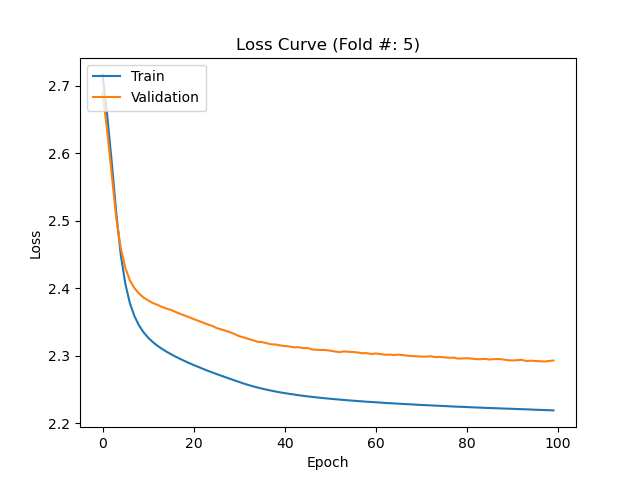 Loss Curve (Fold #: 5)
Train
Validation
2.7
2.6
2.5
2.4
2.3
2.2
Loss
0 20 40 60 80 100
Epoch